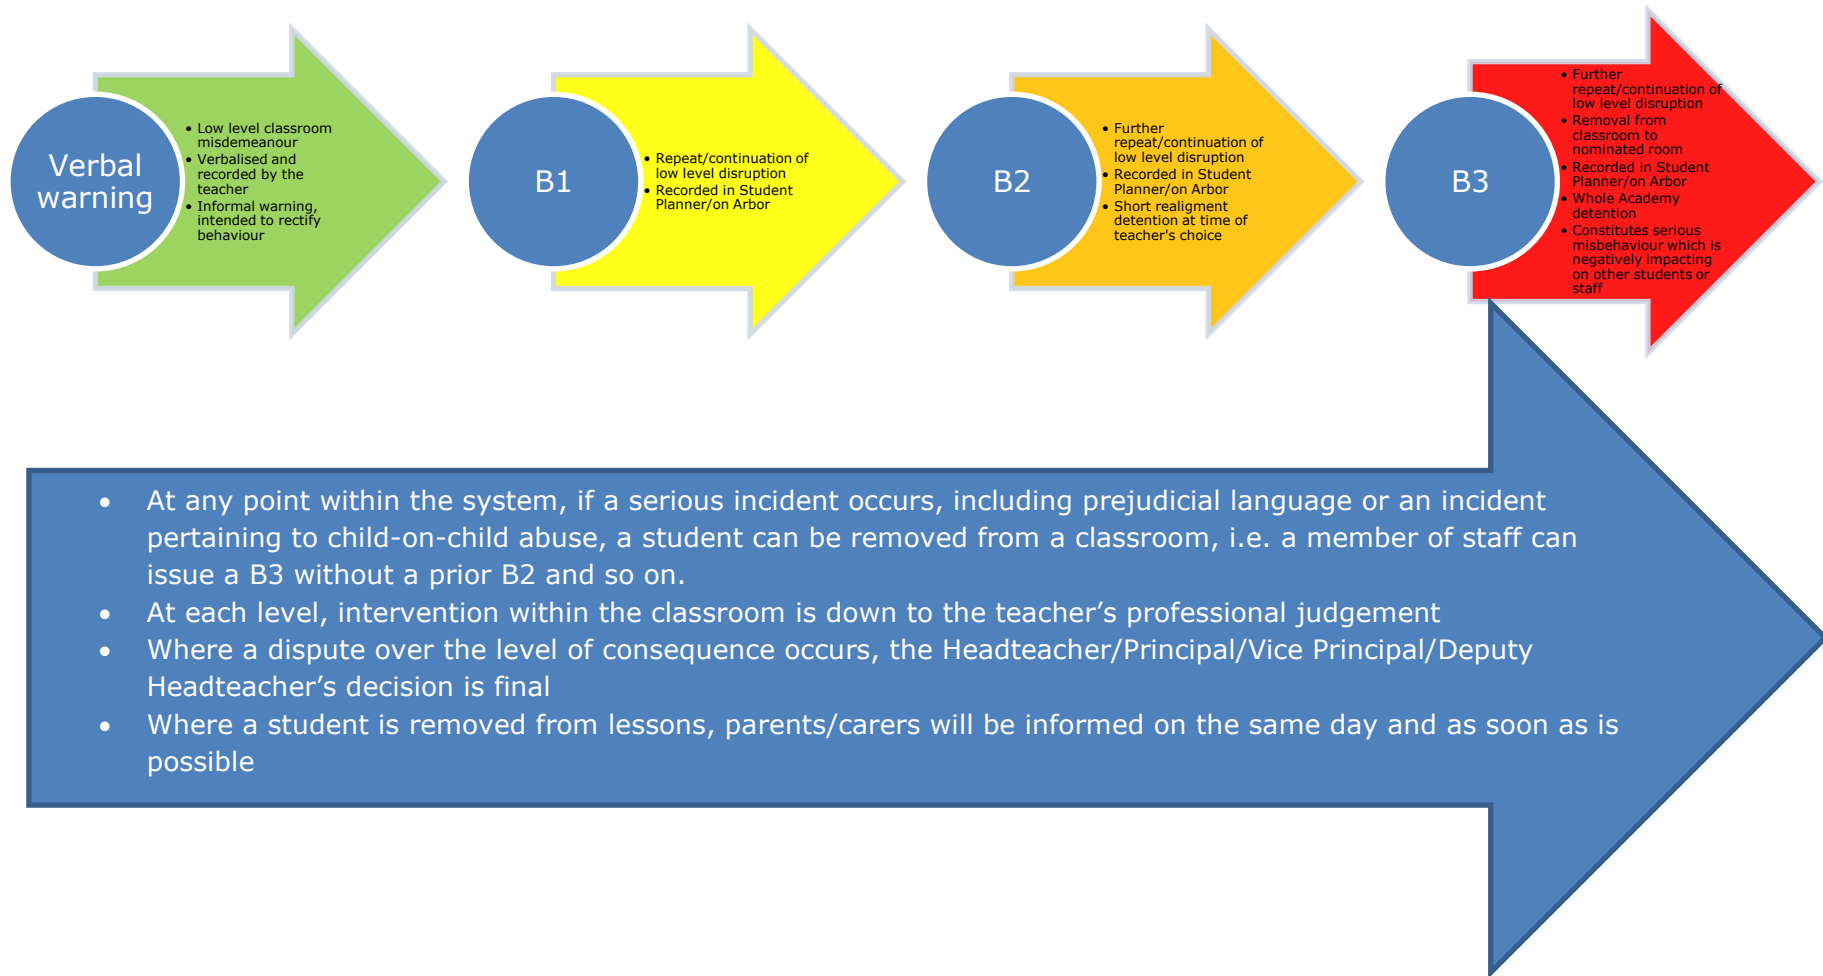 Verbal
warning
• Low level classroom
misdemeanour
• Verbalised and
recorded by the
teacher
• Informal warning,
intended to rectify
behaviour
B1
• Repeat/continuation of
low level disruption
• Recorded in Student
Planner/on Arbor
B2
• Further
repeat/continuation of
low level disruption
• Recorded in Student
Planner/on Arbor
• Short realigment
detention at time of
teacher's choice
B3
• Further
repeat/continuation of
low level disruption
• Removal from
classroom to
nominated room
• Recorded in Student
Planner/on Arbor
• Whole Academy
detention
• Constitutes serious
misbehaviour which is
negatively impacting
on other students or
staff
• At any point within the system, if a serious incident occurs, including prejudicial language or an incident
pertaining to child-on-child abuse, a student can be removed from a classroom, i.e. a member of staff can
issue a B3 without a prior B2 and so on.
• At each level, intervention within the classroom is down to the teacher’s professional judgement
• Where a dispute over the level of consequence occurs, the Headteacher/Principal/Vice Principal/Deputy
Headteacher’s decision is final
• Where a student is removed from lessons, parents/carers will be informed on the same day and as soon as is
possible